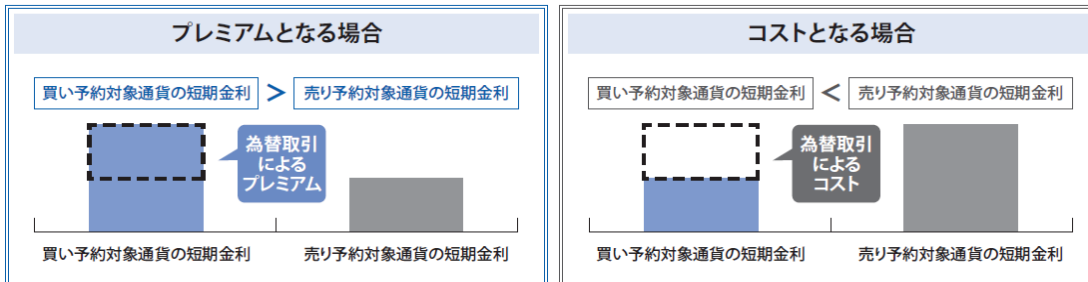 プレミアムとなる場合
買い予約対象通貨の短期金利 > 売り予約対象通貨の短期金利
為替取引
による
プレミアム
買い予約対象通貨の短期金利 売り予約対象通貨の短期金利
コストとなる場合
買い予約対象通貨の短期金利 < 売り予約対象通貨の短期金利
為替取引
による
コスト
買い予約対象通貨の短期金利 売り予約対象通貨の短期金利